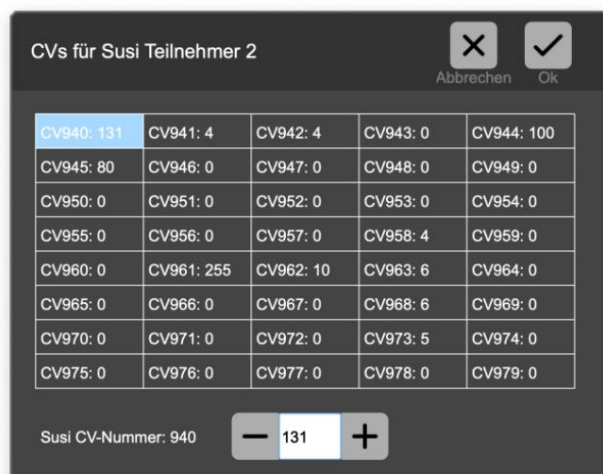 CVs für Susi Teilnehmer 2
Abbrechen Ok
CV940: 131 CV941: 4 CV942: 4 CV943: 0 CV944: 100
CV945: 80 CV946: 0 CV947: 0 CV948: 0 CV949: 0
CV950: 0 CV951: 0 CV952: 0 CV953: 0 CV954: 0
CV955: 0 CV956: 0 CV957: 0 CV958: 4 CV959: 0
CV960: 0 CV961: 255 CV962: 10 CV963: 6 CV964: 0
CV965: 0 CV966: 0 CV967: 0 CV968: 6 CV969: 0
CV970: 0 CV971: 0 CV972: 0 CV973: 5 CV974: 0
CV975: 0 CV976: 0 CV977: 0 CV978: 0 CV979: 0
Susi CV-Nummer: 940 131